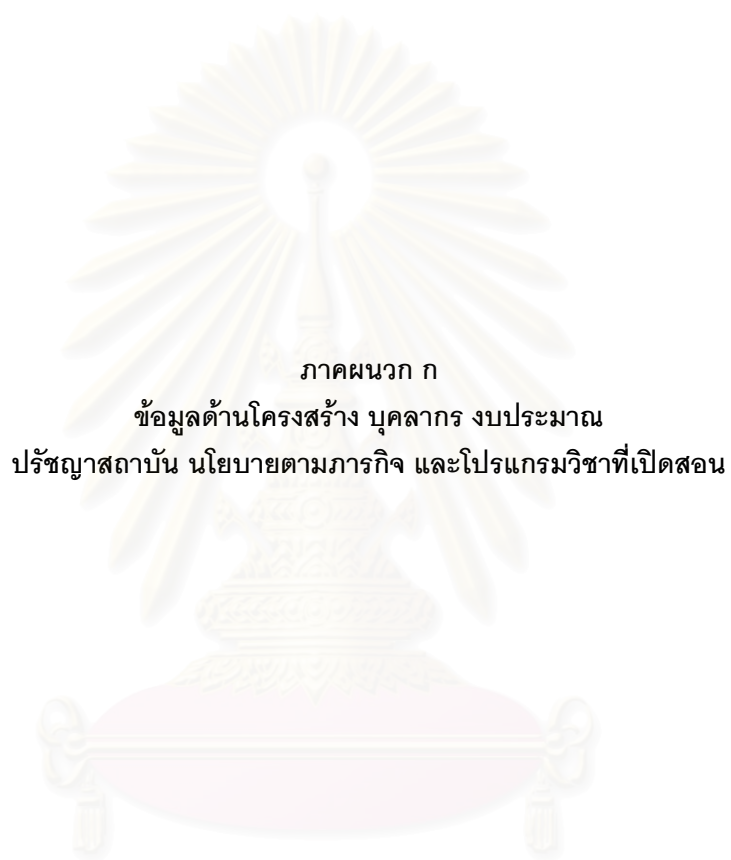 ภาคผนวก ก
ข้อมูลด้านโครงสร้าง บุคลากร งบประมาณ
ปรัชญาสถาบัน นโยบายตามภารกิจ และโปรแกรมวิชาที่เปิดสอน